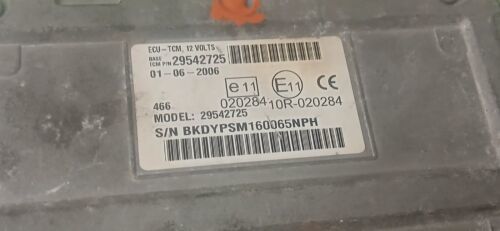 ECU-TCM, 12 VOLTS
BASE TCM P/N 29542725
01-06-2006
e11 E11 CE
466 020284 10R-020284
MODEL: 29542725
S/N BKDYPSM160065NPH